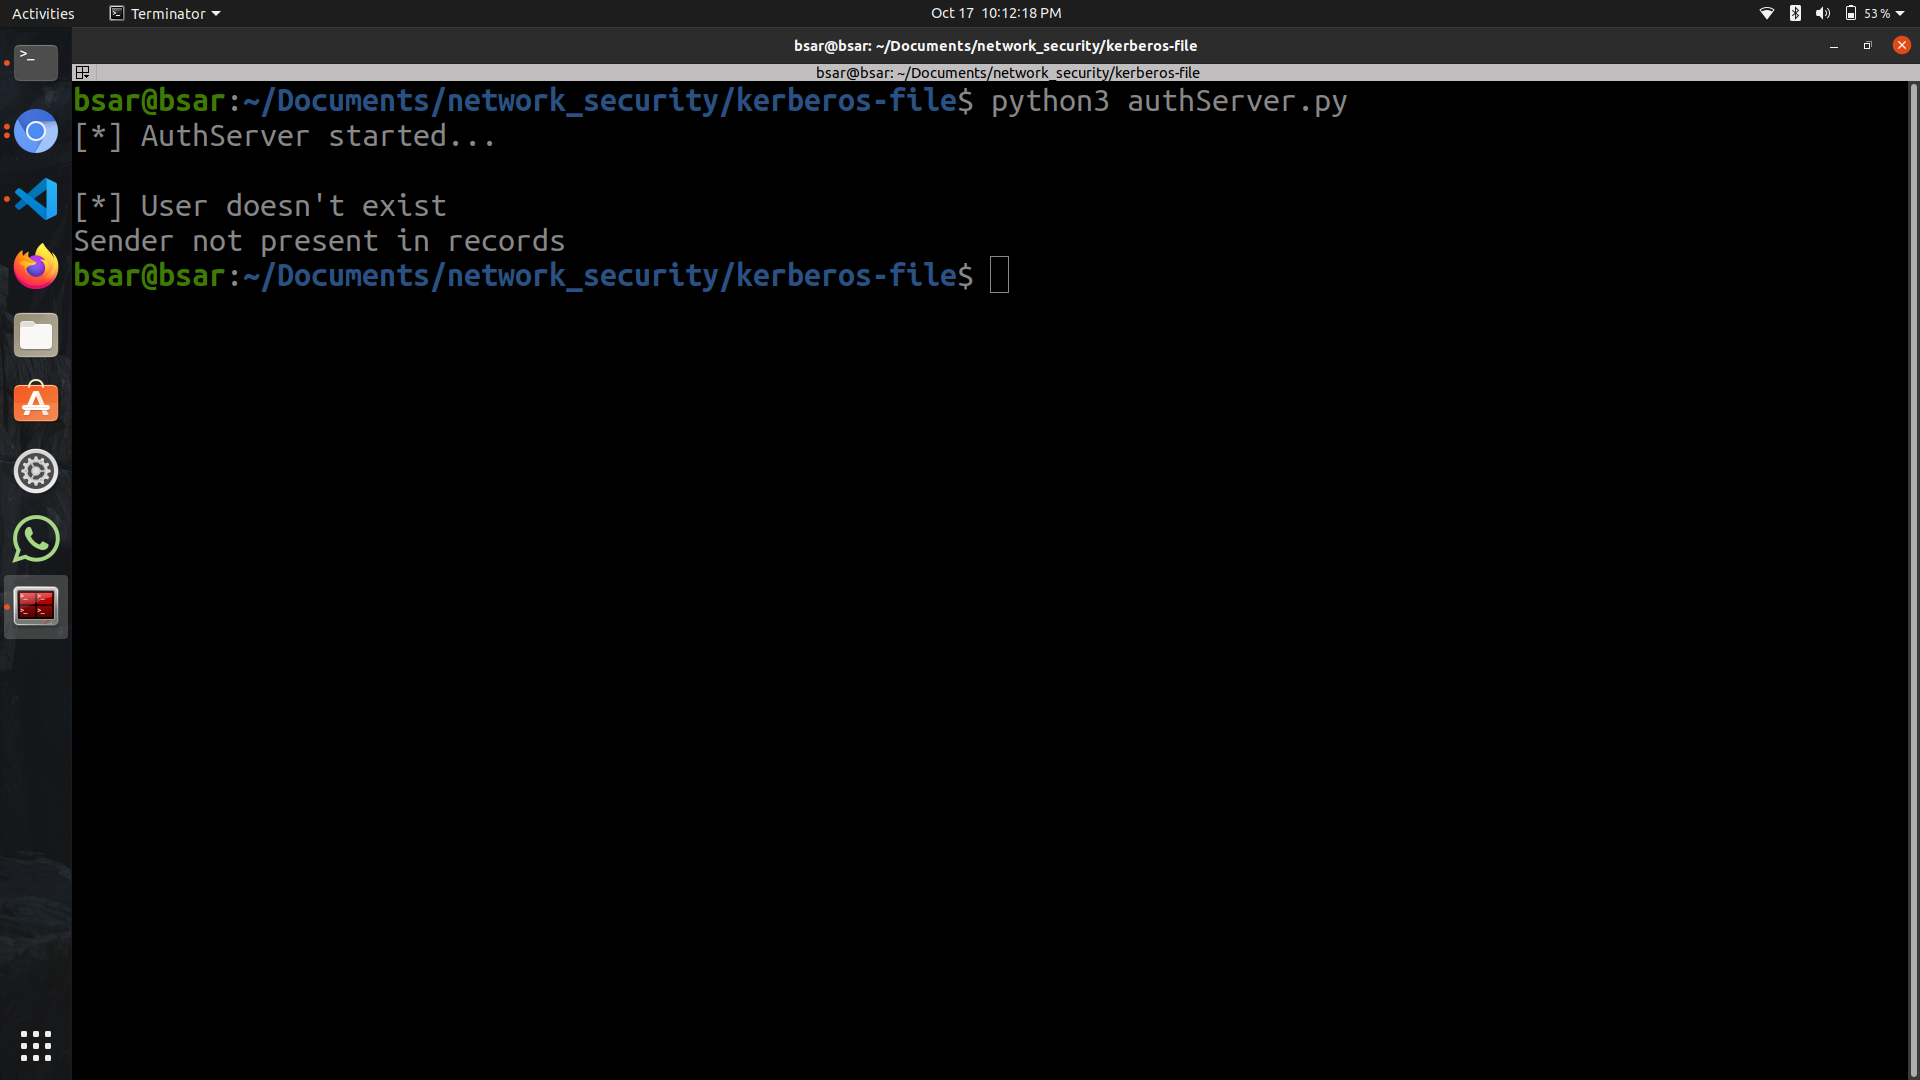 Activities
Terminator
Oct 17 10:12:18 PM
53 %
bsar@bsar: ~/Documents/network_security/kerberos-file
bsar@bsar: ~/Documents/network_security/kerberos-file
bsar@bsar:~/Documents/network_security/kerberos-file$ python3 authServer.py
[*] AuthServer started...
[*] User doesn't exist
Sender not present in records
bsar@bsar:~/Documents/network_security/kerberos-file$